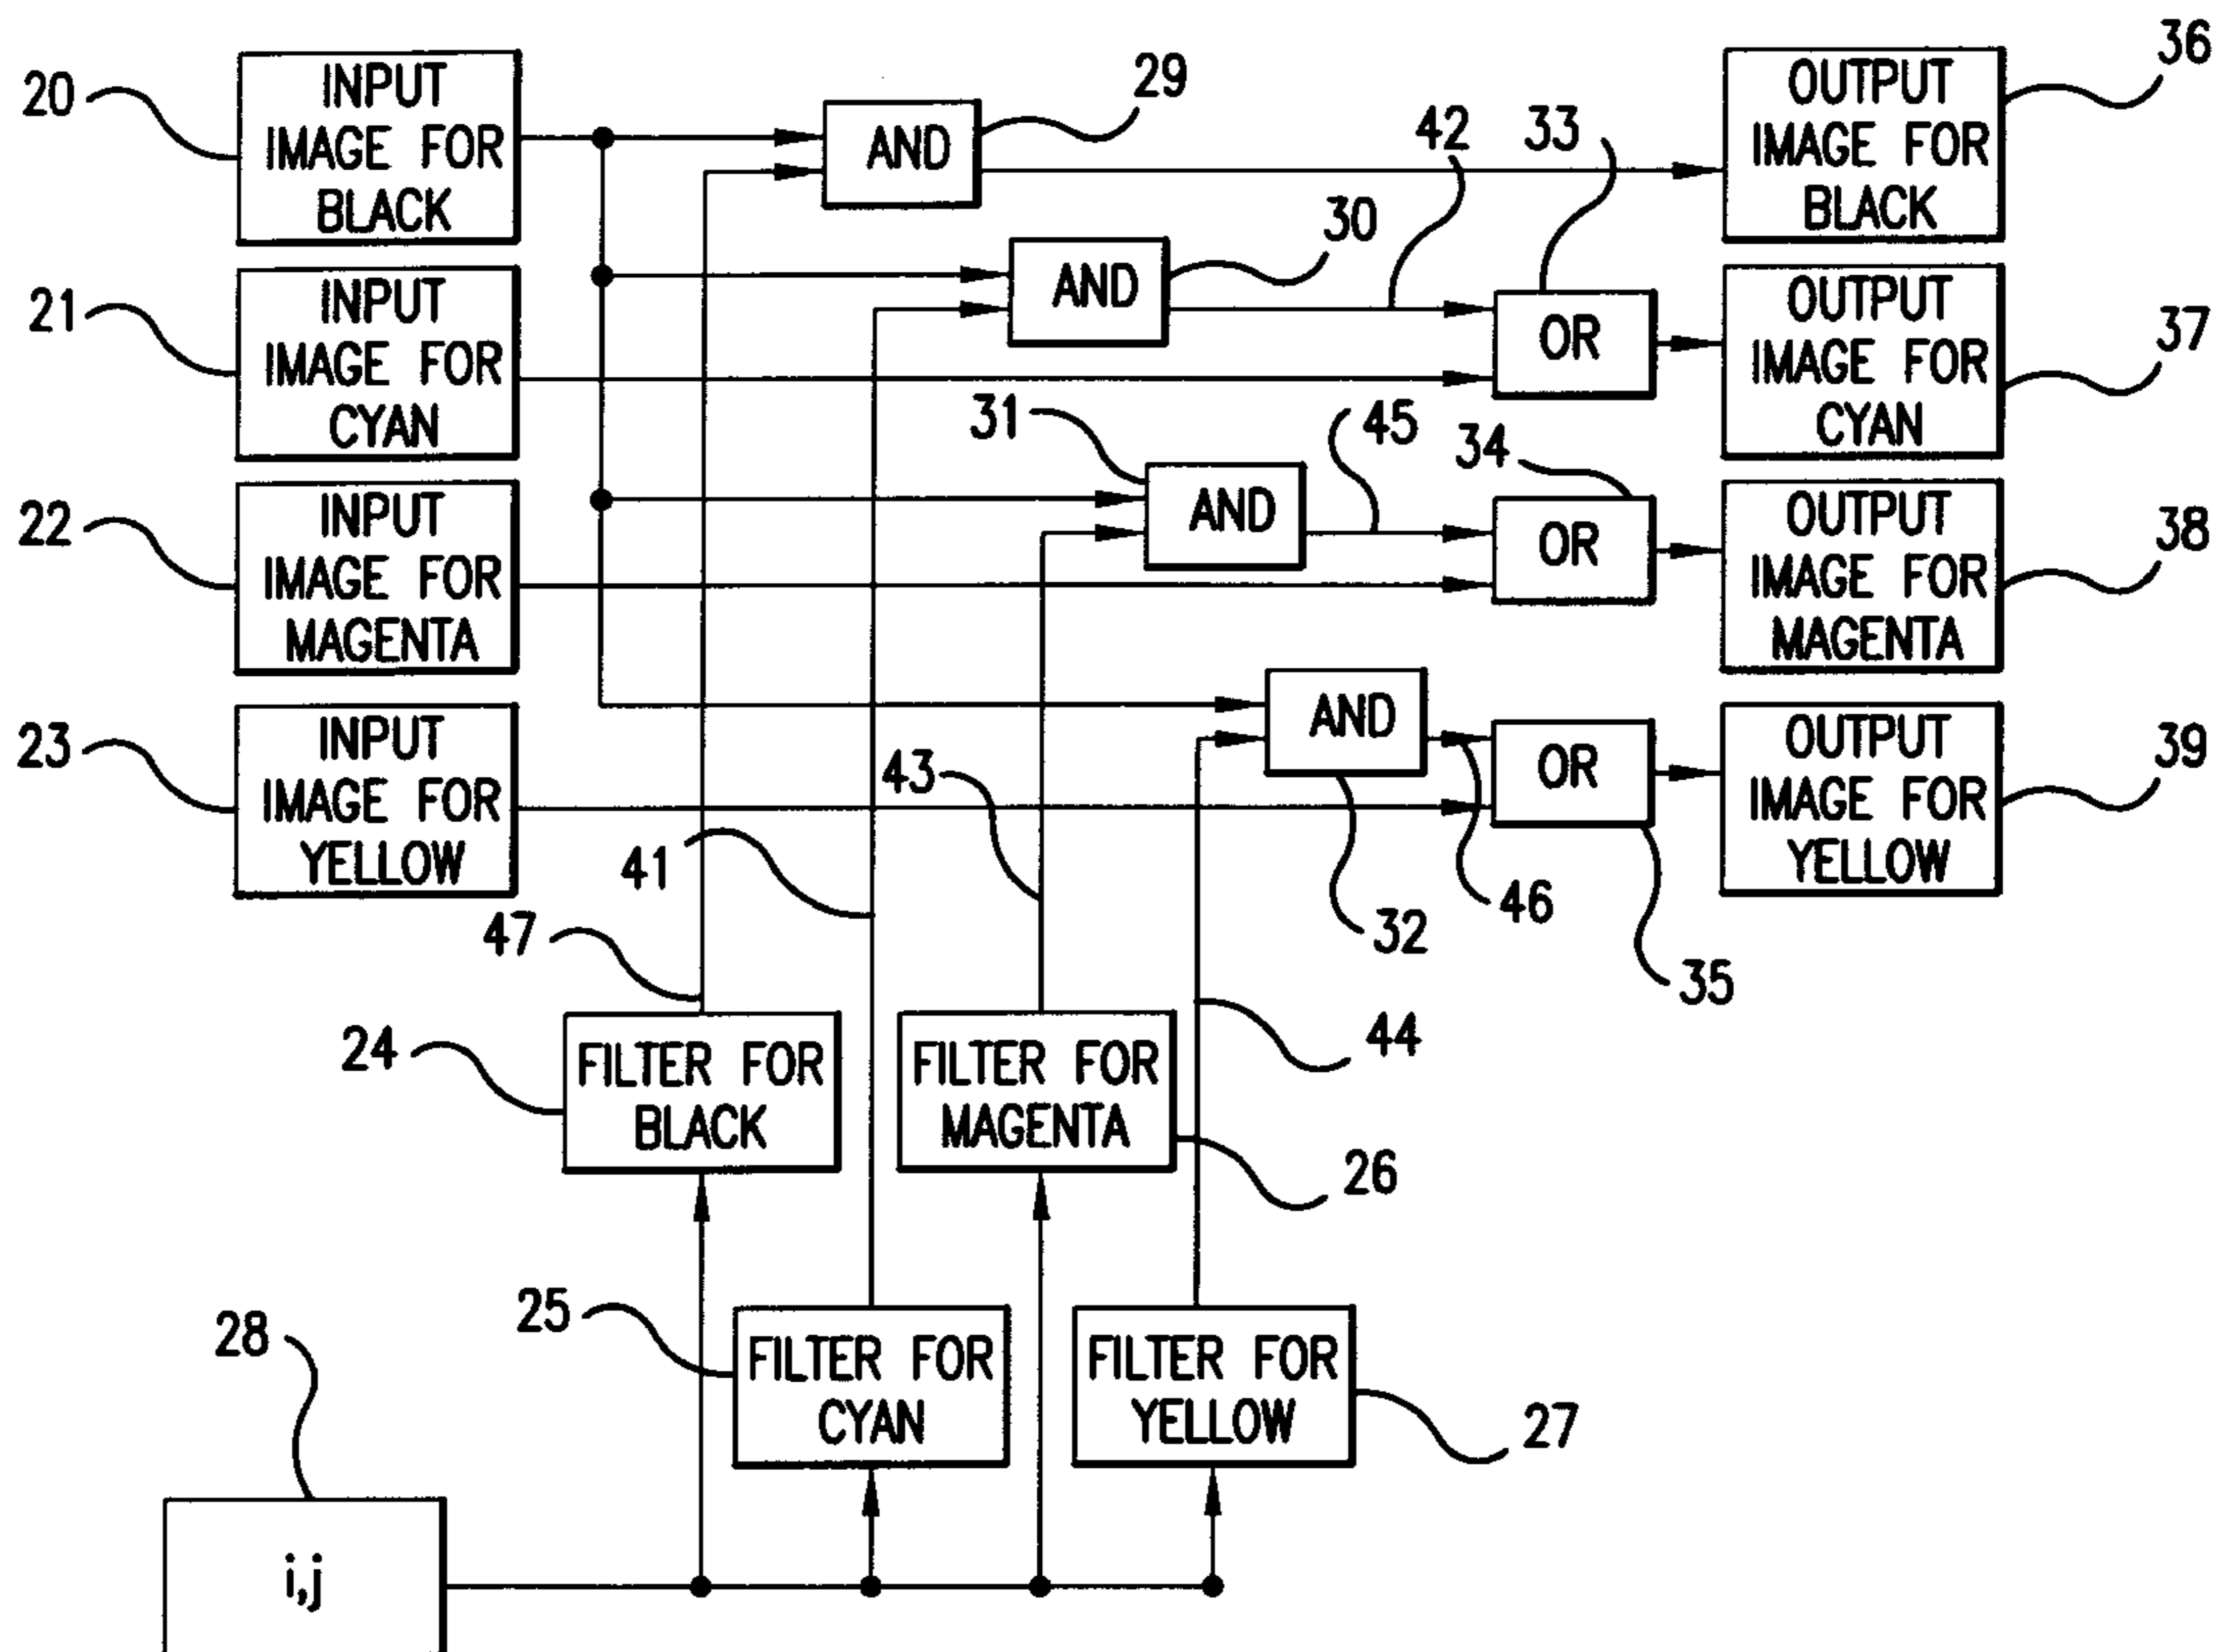 20
INPUT
IMAGE FOR
BLACK
29
AND
42
33
36
OUTPUT
IMAGE FOR
BLACK
30
AND
21
INPUT
IMAGE FOR
CYAN
OR
37
OUTPUT
IMAGE FOR
CYAN
31
AND
45
34
22
INPUT
IMAGE FOR
MAGENTA
OR
38
OUTPUT
IMAGE FOR
MAGENTA
23
INPUT
IMAGE FOR
YELLOW
AND
OR
39
OUTPUT
IMAGE FOR
YELLOW
43
41
47
32
46
35
24
FILTER FOR
BLACK
FILTER FOR
MAGENTA
44
26
25
FILTER FOR
CYAN
FILTER FOR
YELLOW
27
28
i,j